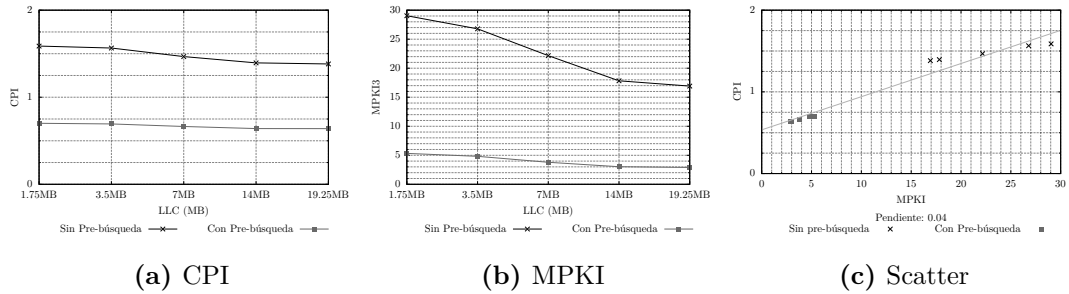 2
1
0
CPI
1.75MB 3.5MB 7MB 14MB 19.25MB
LLC (MB)
Sin Pre-búsqueda
Con Pre-búsqueda
(a) CPI
30
25
20
15
10
5
0
MPKI3
1.75MB 3.5MB 7MB 14MB 19.25MB
LLC (MB)
Sin Pre-búsqueda
Con Pre-búsqueda
(b) MPKI
2
1
0
CPI
0 5 10 15 20 25 30
MPKI
Pendiente: 0.04
Sin pre-búsqueda
Con Pre-búsqueda
(c) Scatter